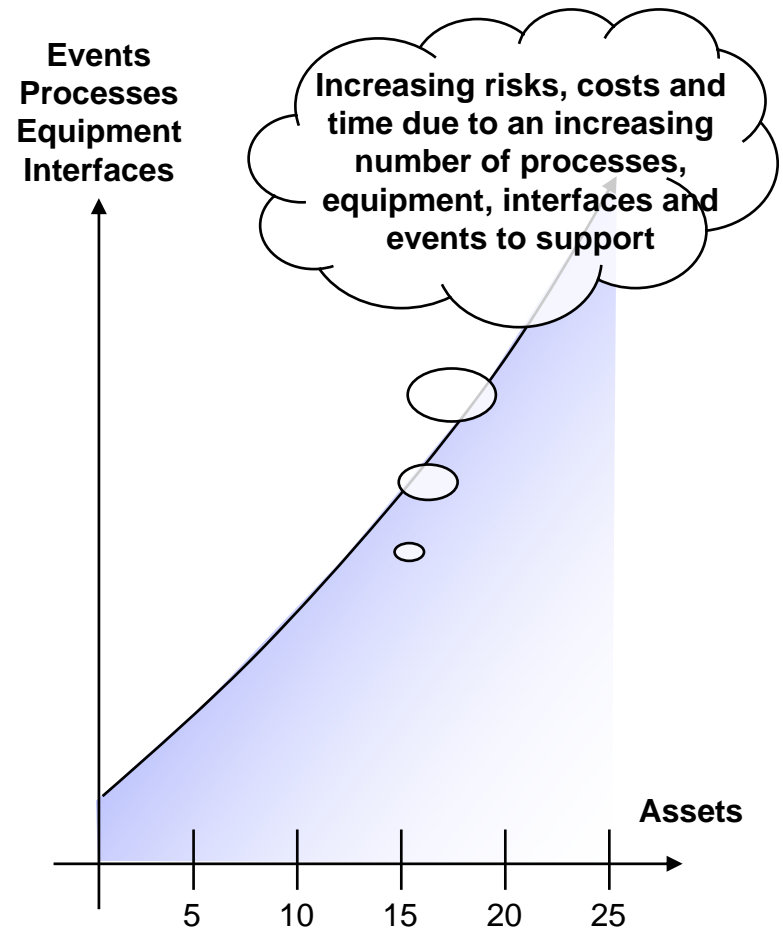 Events
Processes
Equipment
Interfaces
Increasing risks, costs and
time due to an increasing
number of processes,
equipment, interfaces and
events to support
Assets
5 10 15 20 25